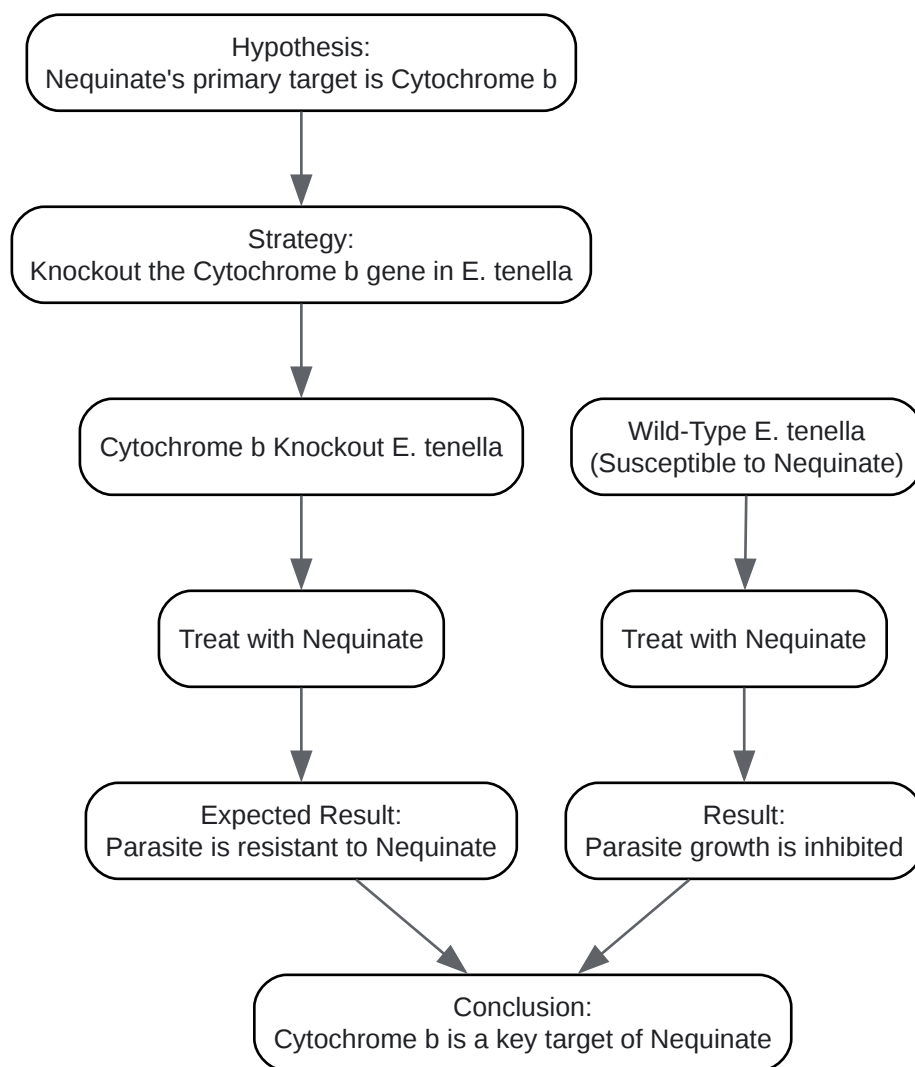 Hypothesis:
Nequinate's primary target is Cytochrome b
Strategy:
Knockout the Cytochrome b gene in E. tenella
Cytochrome b Knockout E. tenella
Wild-Type E. tenella
(Susceptible to Nequinate)
Treat with Nequinate
Treat with Nequinate
Expected Result:
Parasite is resistant to Nequinate
Result:
Parasite growth is inhibited
Conclusion:
Cytochrome b is a key target of Nequinate